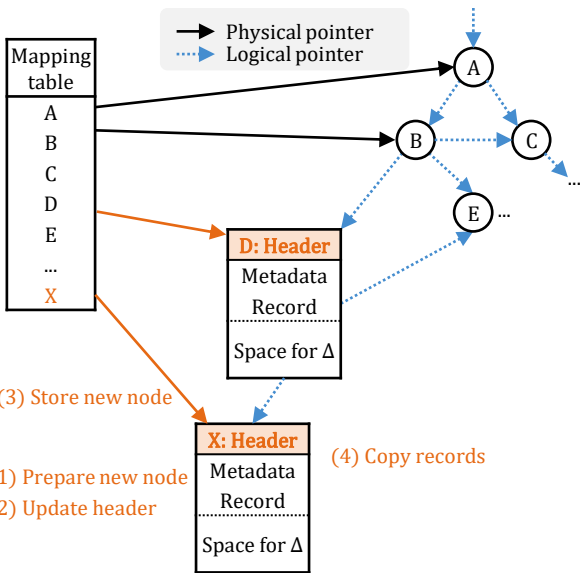 Physical pointer
Logical pointer
Mapping
table
A
B
C
D
E
...
X
A
B
C
...
E
...
D: Header
Metadata
Record
Space for Δ
(3) Store new node
X: Header
Metadata
Record
Space for Δ
(4) Copy records
1) Prepare new node
2) Update header